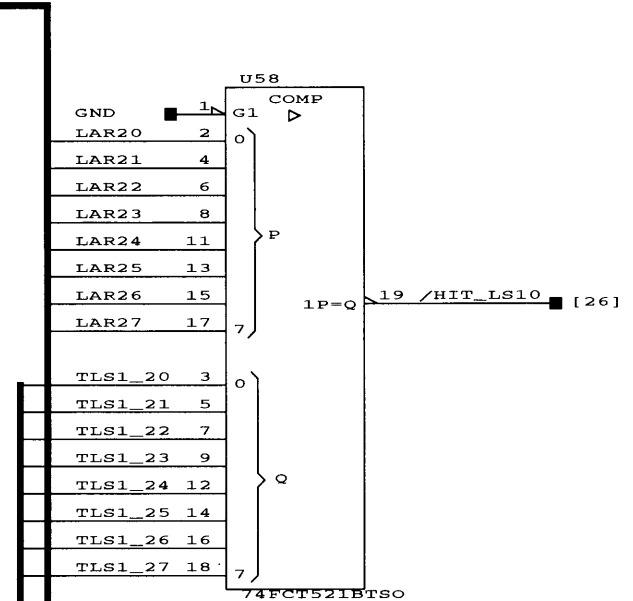 U58
COMP
GND 1 G1
LAR20 2 0
LAR21 4
LAR22 6
LAR23 8
LAR24 11 P
LAR25 13
LAR26 15 1P=Q 19 /HIT_LS10 [26]
LAR27 17 7
TLS1_20 3 0
TLS1_21 5
TLS1_22 7
TLS1_23 9
TLS1_24 12 Q
TLS1_25 14
TLS1_26 16
TLS1_27 18 7
74FCT521BTSO